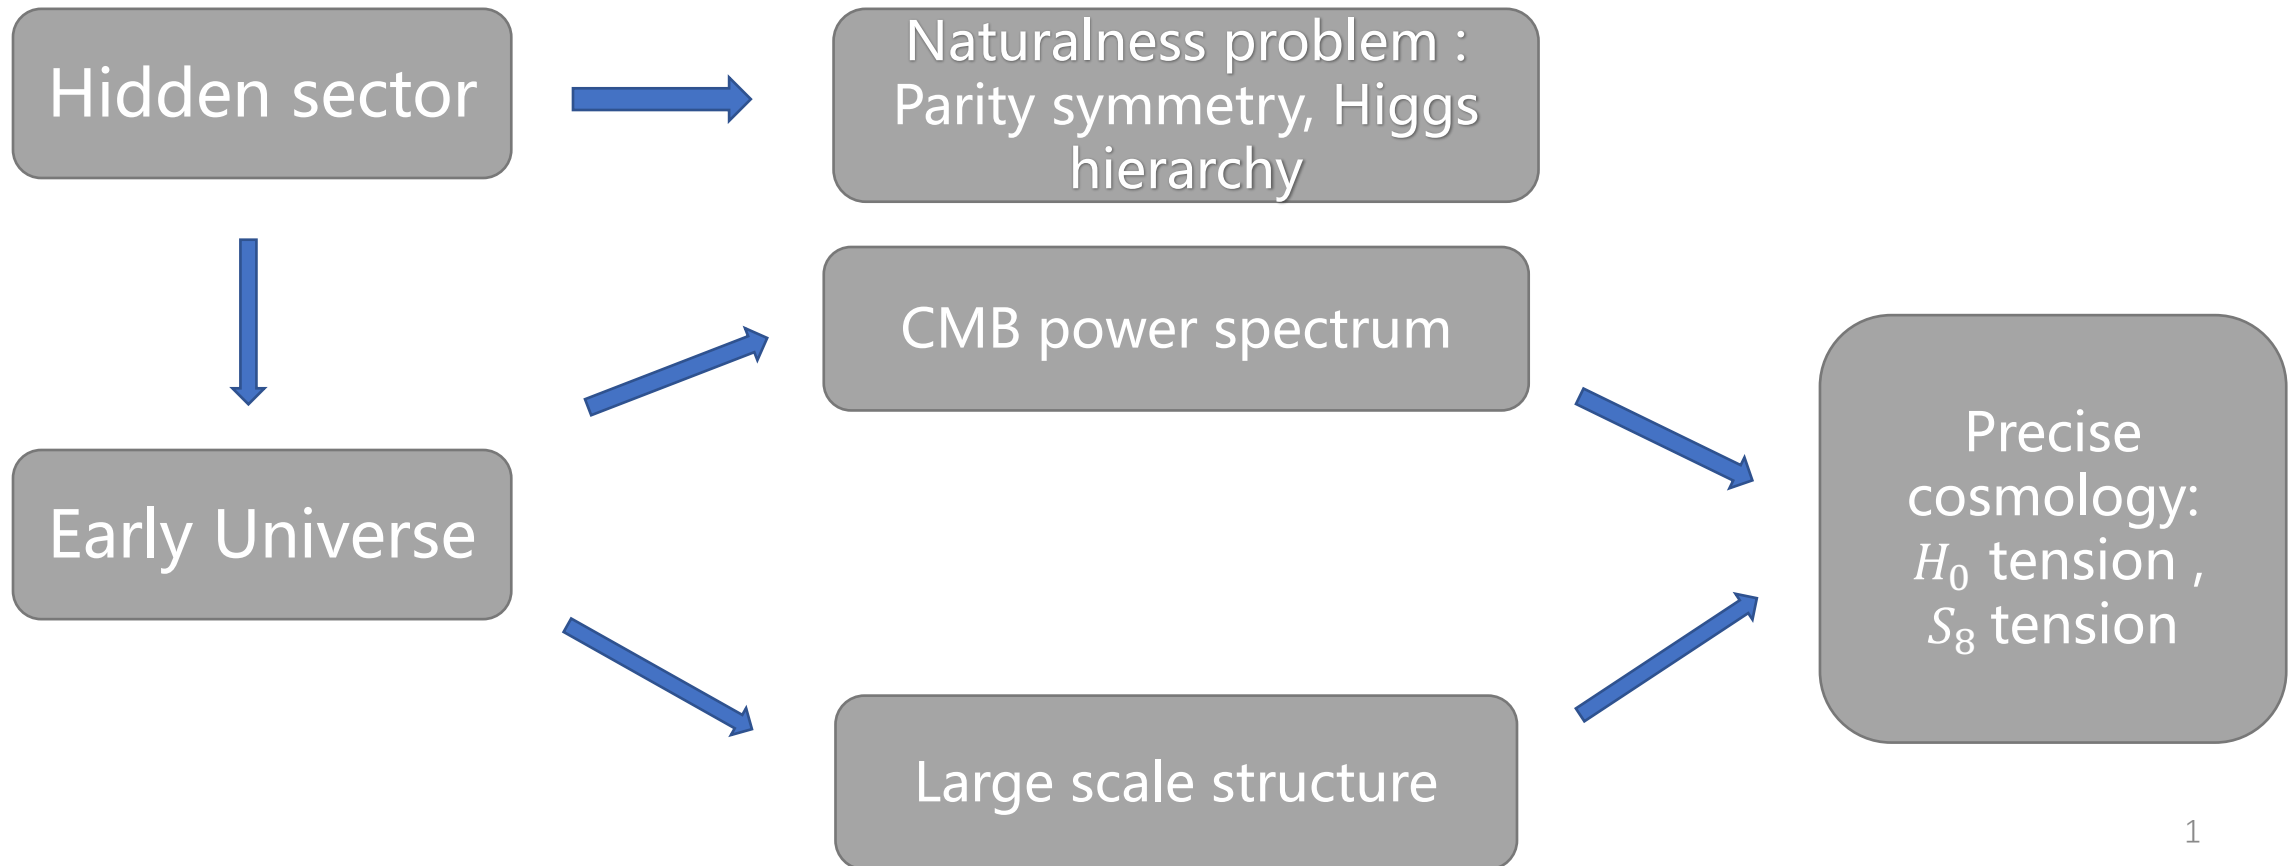 Hidden sector
Naturalness problem :
Parity symmetry, Higgs
hierarchy
CMB power spectrum
Early Universe
Precise
cosmology:
H₀ tension ,
S₈ tension
Large scale structure
1